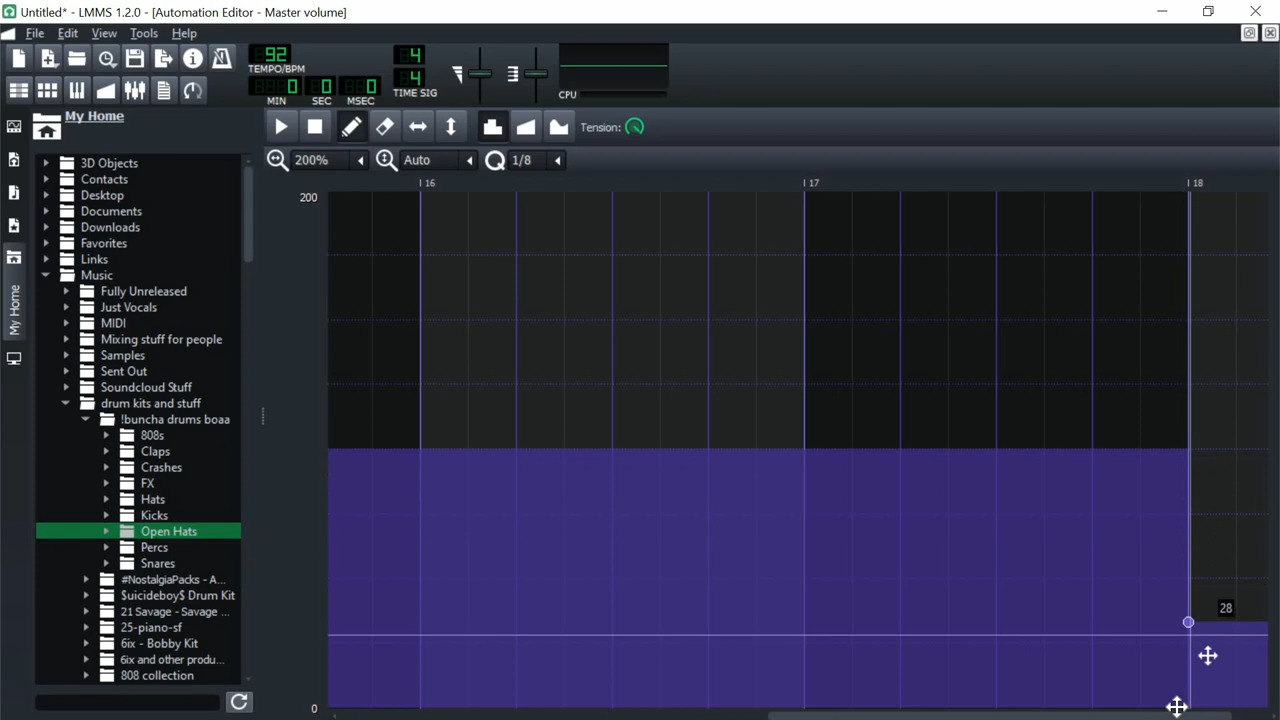 Untitled* - LMMS 1.2.0 - [Automation Editor - Master volume]
File Edit View Tools Help
92
TEMPO/BPM
0 0 0
MIN SEC MSEC
4
4
TIME SIG
CPU
My Home
Tension:
200% Auto Q 1/8
My Home
3D Objects
Contacts
Desktop
Documents
Downloads
Favorites
Links
Music
Fully Unreleased
Just Vocals
MIDI
Mixing stuff for people
Samples
Sent Out
Soundcloud Stuff
drum kits and stuff
!buncha drums boaa
808s
Claps
Crashes
FX
Hats
Kicks
Open Hats
Percs
Snares
#NostalgiaPacks - A...
$uicideboy$ Drum Kit
21 Savage - Savage ...
25-piano-sf
6ix - Bobby Kit
6ix and other produ...
808 collection
16 17 18
200
28
0